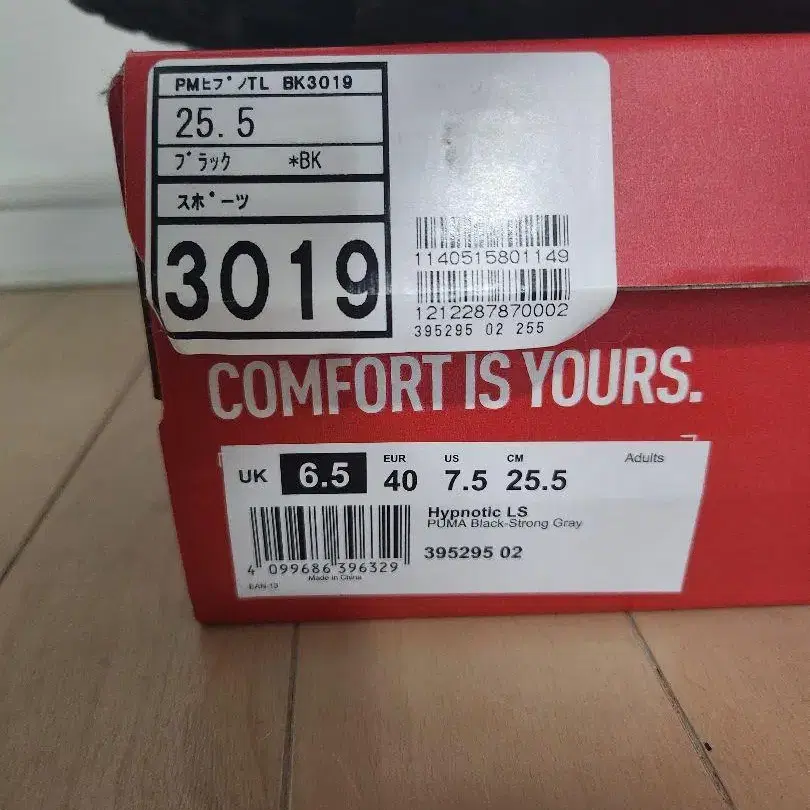 PMヒプノTL BK3019
25.5
ブラック *BK
スポーツ
3019
1140515801149
1212287870002
395295 02 255
COMFORT IS YOURS.
UK 6.5 EUR 40 US 7.5 CM 25.5 Adults
Hypnotic LS
PUMA Black-Strong Gray
395295 02
4 099686 396329
Made in China
EAN-13